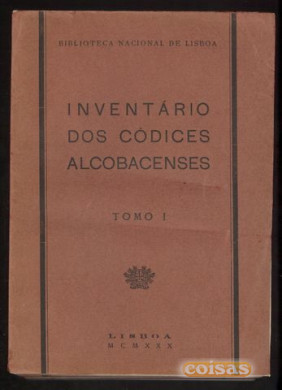 BIBLIOTECA NACIONAL DE LISBOA
INVENTÁRIO
DOS CÓDICES
ALCOBACENSES
TOMO I
LISBOA
MCMXXX
coisas